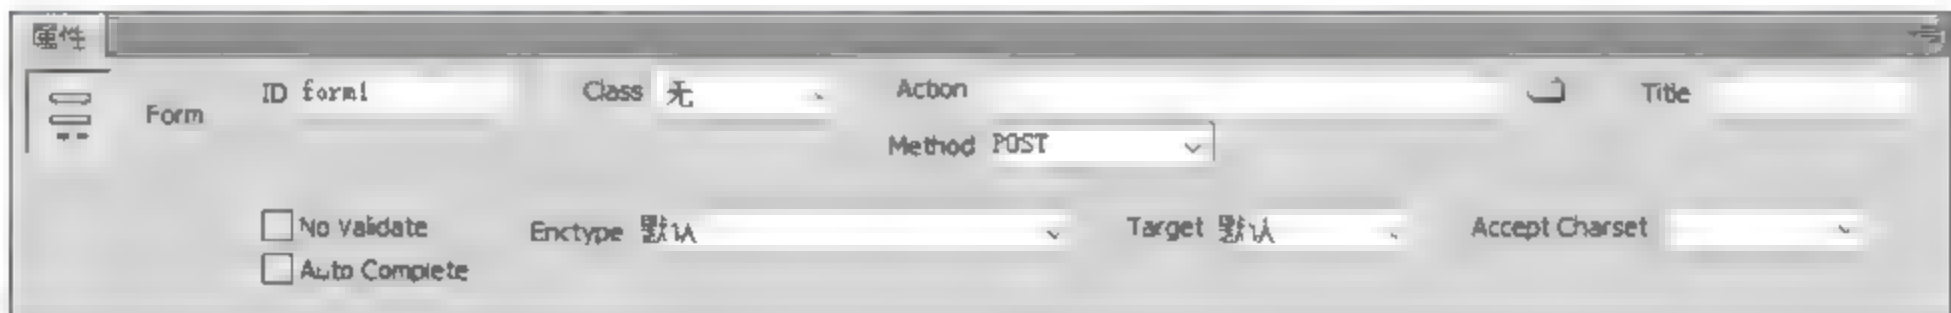 属性
ID form1 Class 无 Action Title
Form
Method POST
No Validate Enctype 默认 Target 默认 Accept Charset
Auto Complete